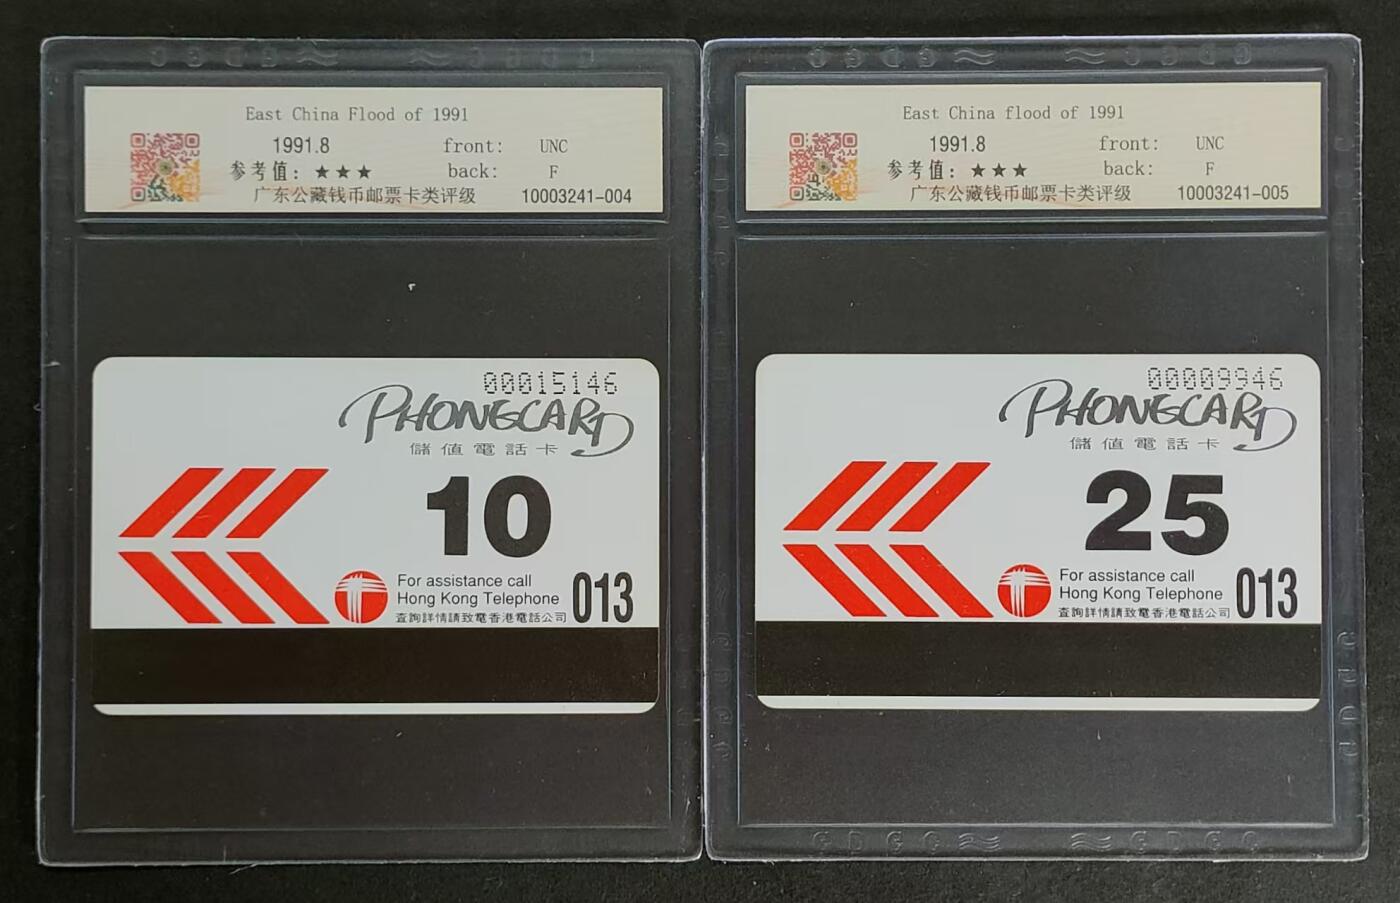 East China Flood of 1991
1991.8 front: UNC
参考值：★★★ back: F
广东公藏钱币邮票卡类评级 10003241-004
00015146
PHONECARD
儲值電話卡
10
For assistance call
Hong Kong Telephone
查詢詳情請致電香港電話公司
013
East China flood of 1991
1991.8 front: UNC
参考值：★★★ back: F
广东公藏钱币邮票卡类评级 10003241-005
00009946
PHONECARD
儲值電話卡
25
For assistance call
Hong Kong Telephone
查詢詳情請致電香港電話公司
013